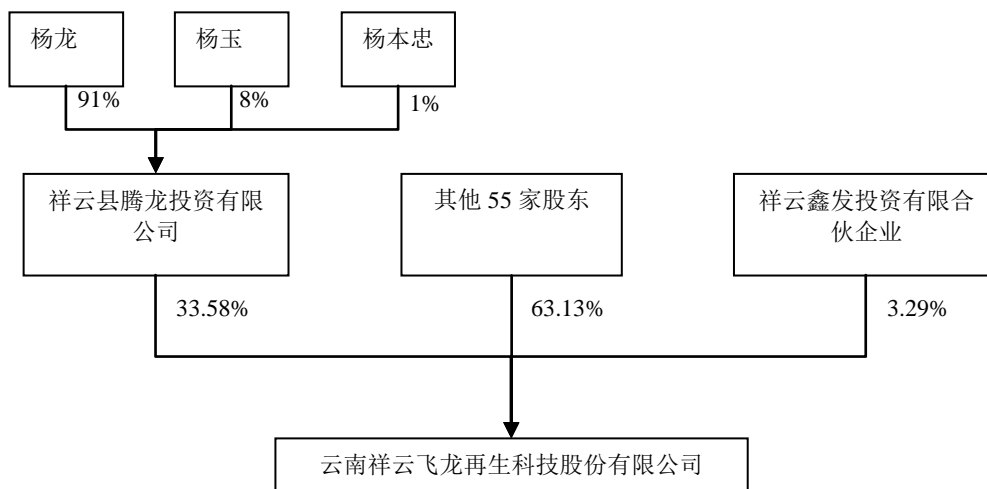 杨龙
杨玉
杨本忠
91%
8%
1%
祥云县腾龙投资有限
公司
其他 55 家股东
祥云鑫发投资有限合
伙企业
33.58%
63.13%
3.29%
云南祥云飞龙再生科技股份有限公司